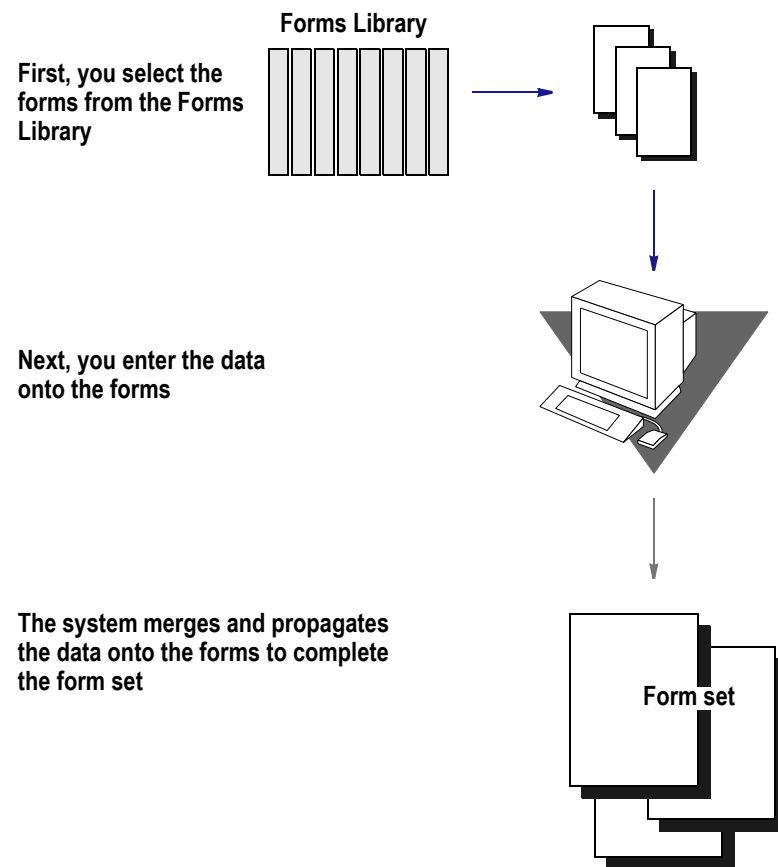 Forms Library
First, you select the
forms from the Forms
Library
Next, you enter the data
onto the forms
The system merges and propagates
the data onto the forms to complete
the form set
Form set